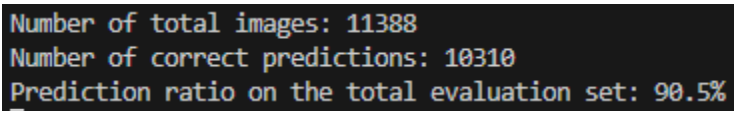 Number of total images: 11388
Number of correct predictions: 10310
Prediction ratio on the total evaluation set: 90.5%